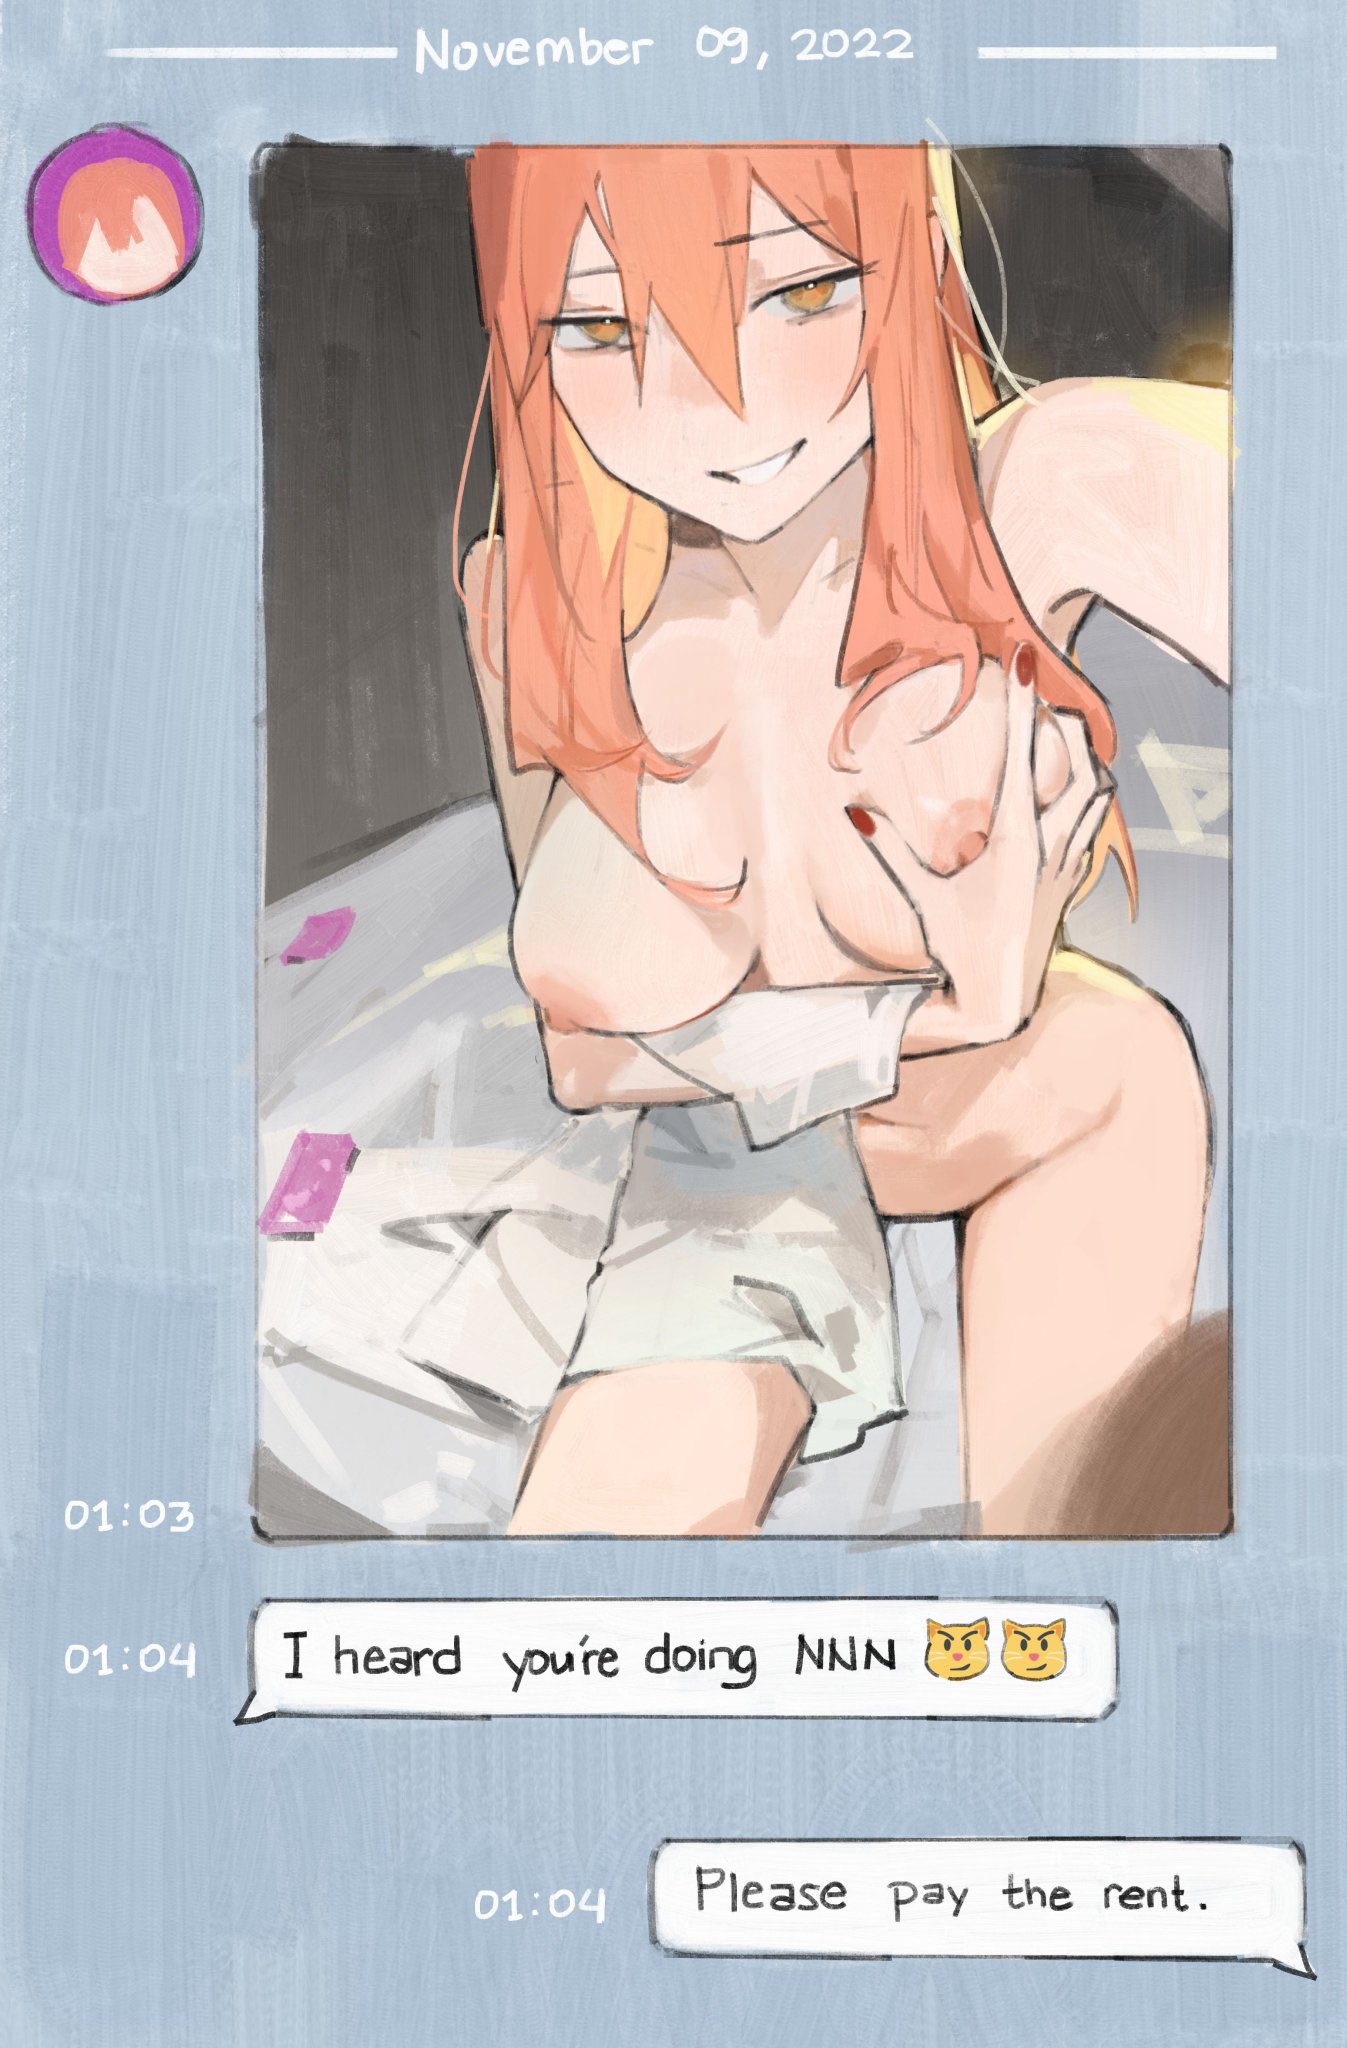 November 09, 2022
01:03
01:04
I heard you're doing NNN 😼😼
01:04
Please pay the rent.